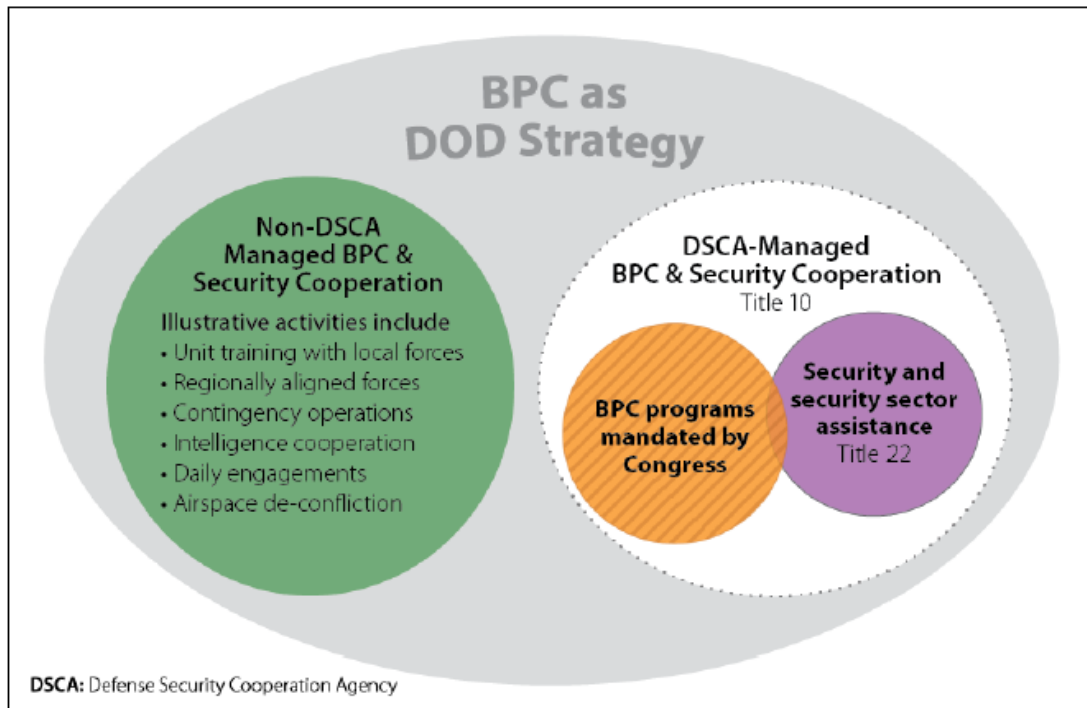 BPC as
DOD Strategy
Non-DSCA
Managed BPC &
Security Cooperation
Illustrative activities include
• Unit training with local forces
• Regionally aligned forces
• Contingency operations
• Intelligence cooperation
• Daily engagements
• Airspace de-confliction
DSCA-Managed
BPC & Security Cooperation
Title 10
BPC programs
mandated by
Congress
Security and
security sector
assistance
Title 22
DSCA: Defense Security Cooperation Agency